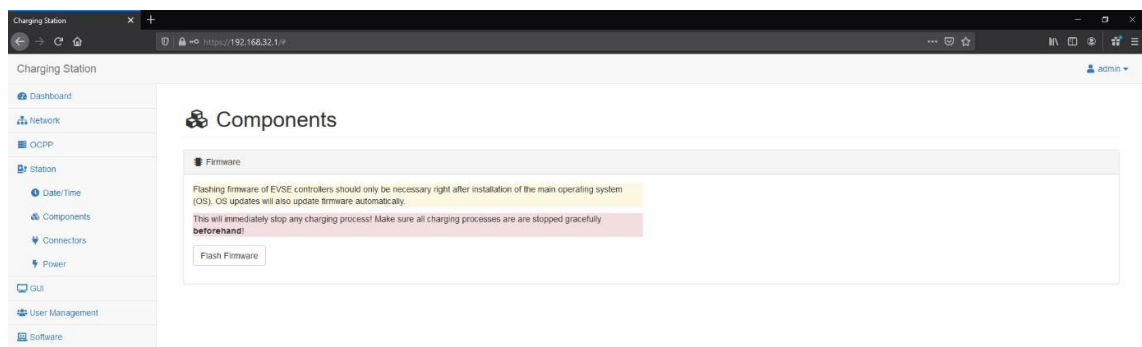 Charging Station
https://192.168.32.1/#
Charging Station
admin
Dashboard
Network
OCPP
Station
Date/Time
Components
Connectors
Power
GUI
User Management
Software
Components
Firmware
Flashing firmware of EVSE controllers should only be necessary right after installation of the main operating system
(OS). OS updates will also update firmware automatically.
This will immediately stop any charging process! Make sure all charging processes are are stopped gracefully
beforehand!
Flash Firmware